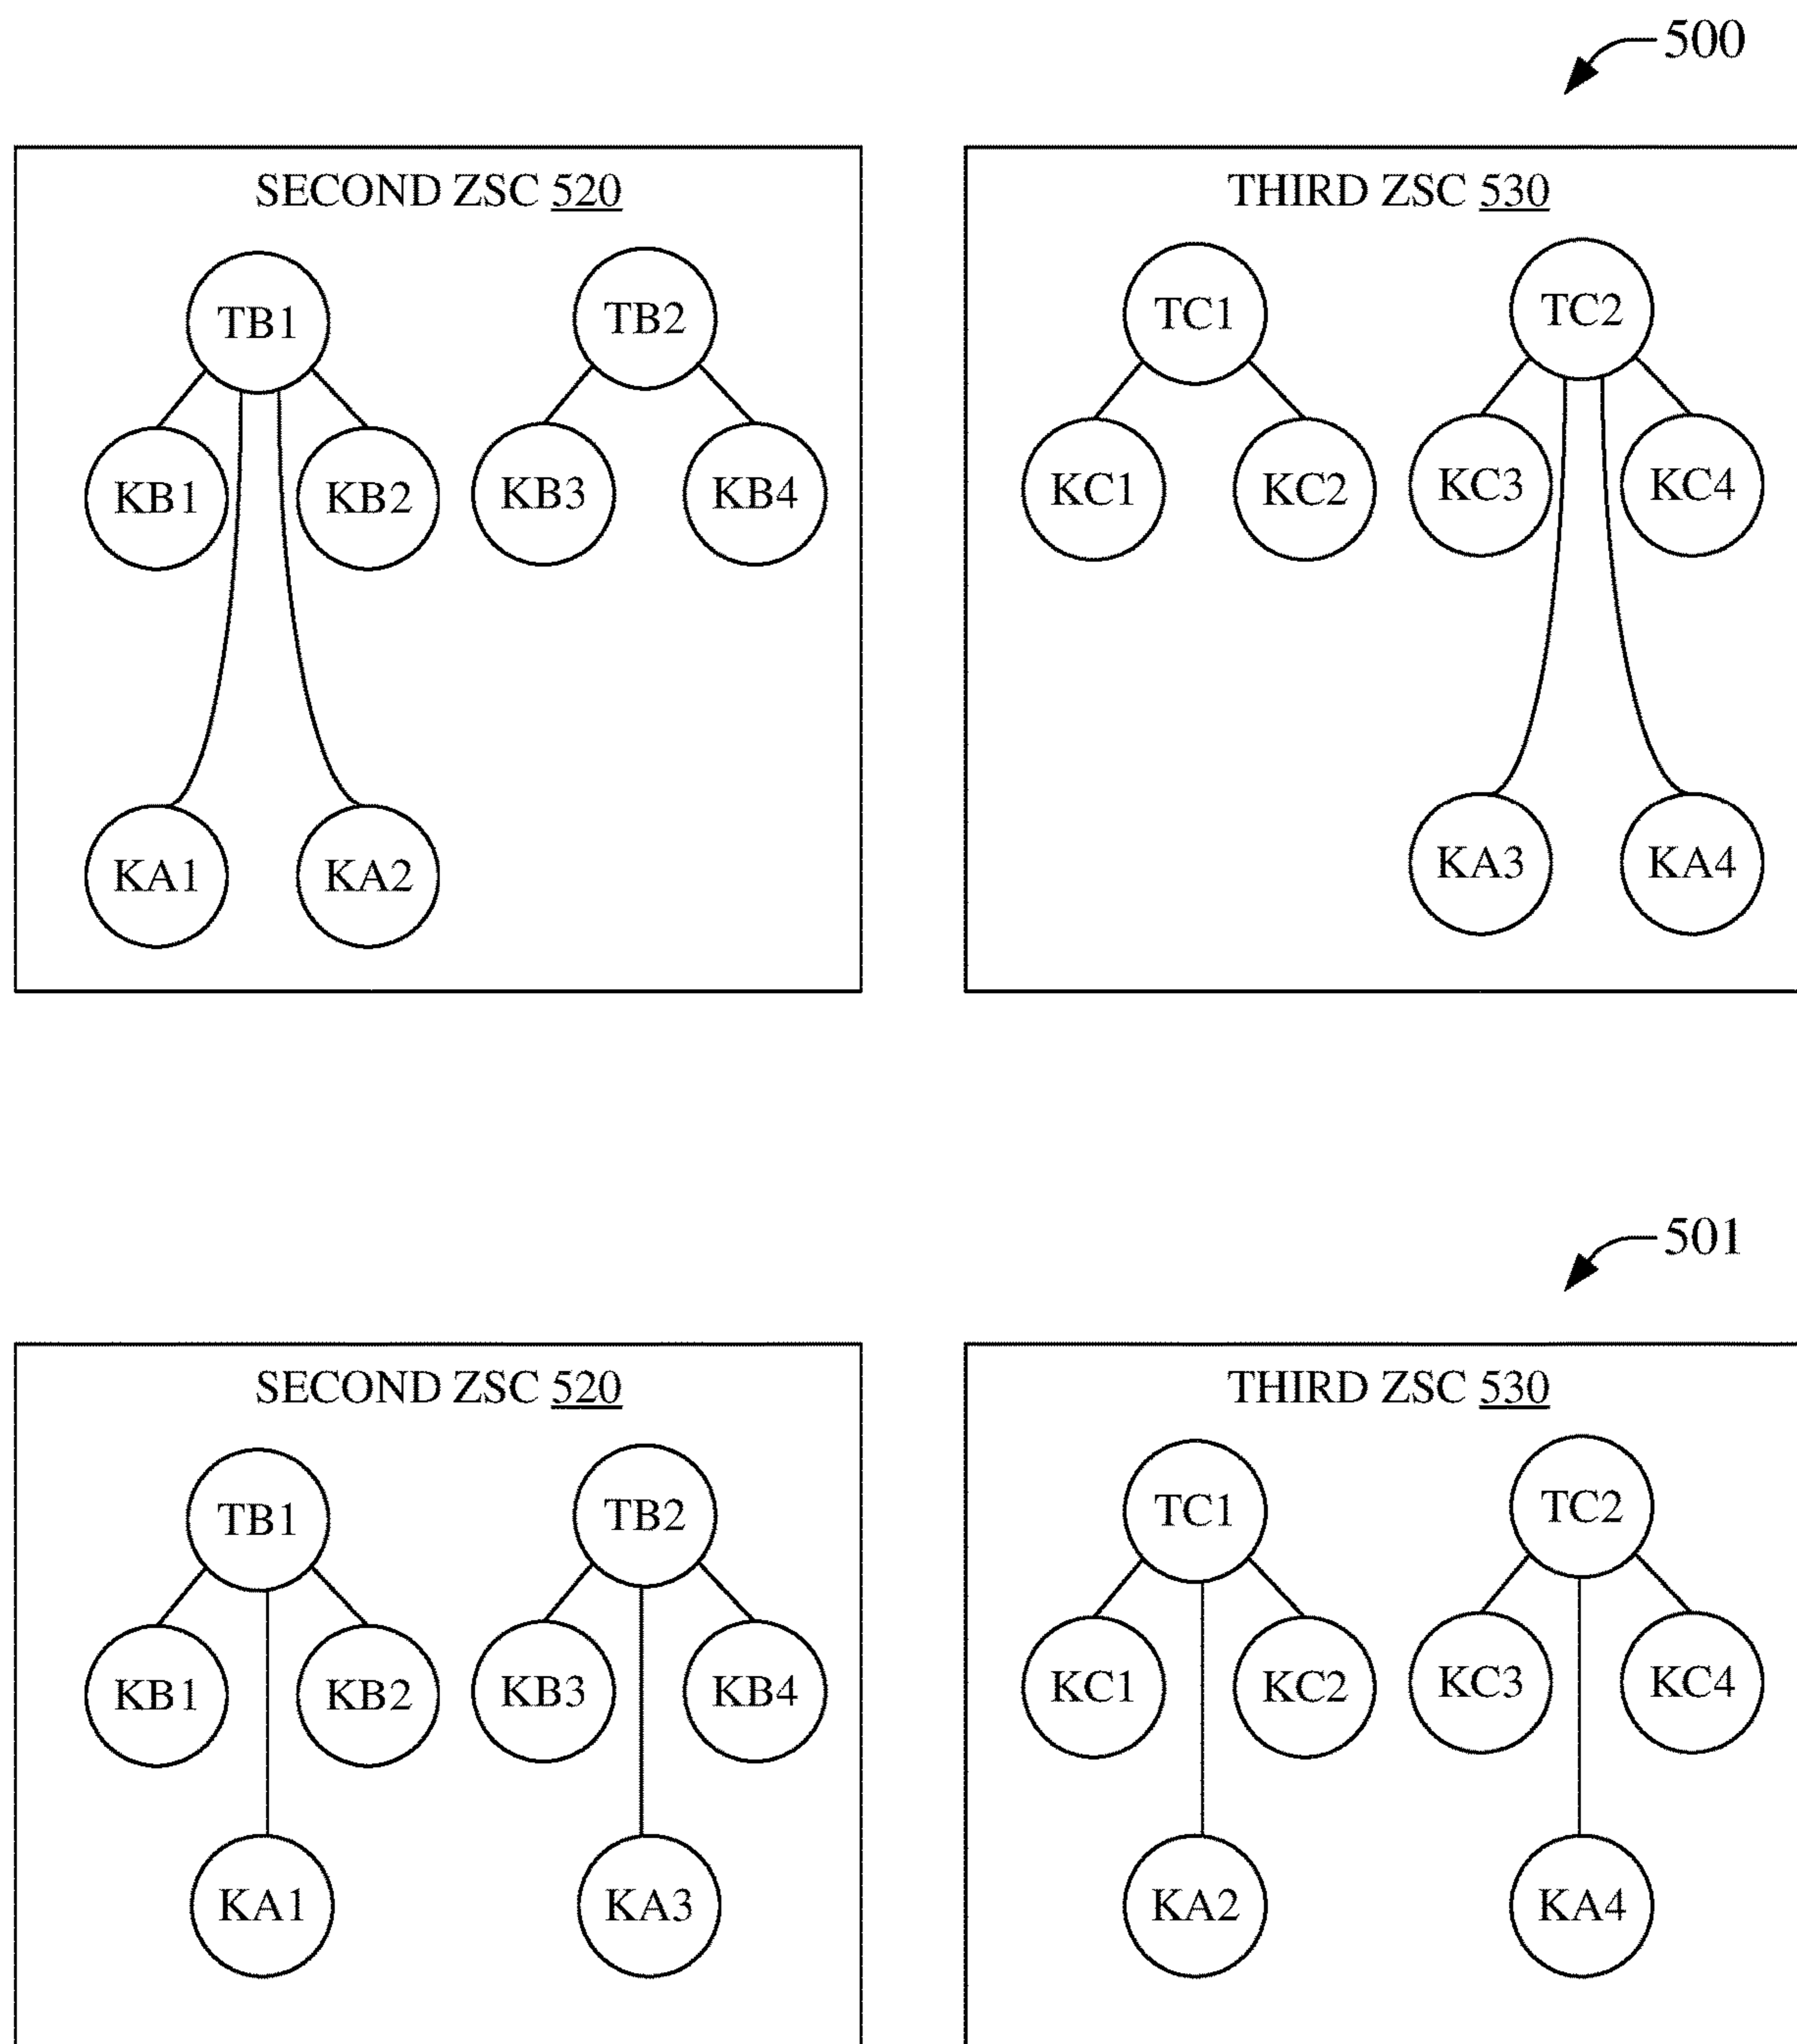 500
SECOND ZSC 520
THIRD ZSC 530
TB1 TB2 TC1 TC2
KB1 KB2 KB3 KB4 KC1 KC2 KC3 KC4
KA1 KA2 KA3 KA4
501
SECOND ZSC 520
THIRD ZSC 530
TB1 TB2 TC1 TC2
KB1 KB2 KB3 KB4 KC1 KC2 KC3 KC4
KA1 KA3 KA2 KA4